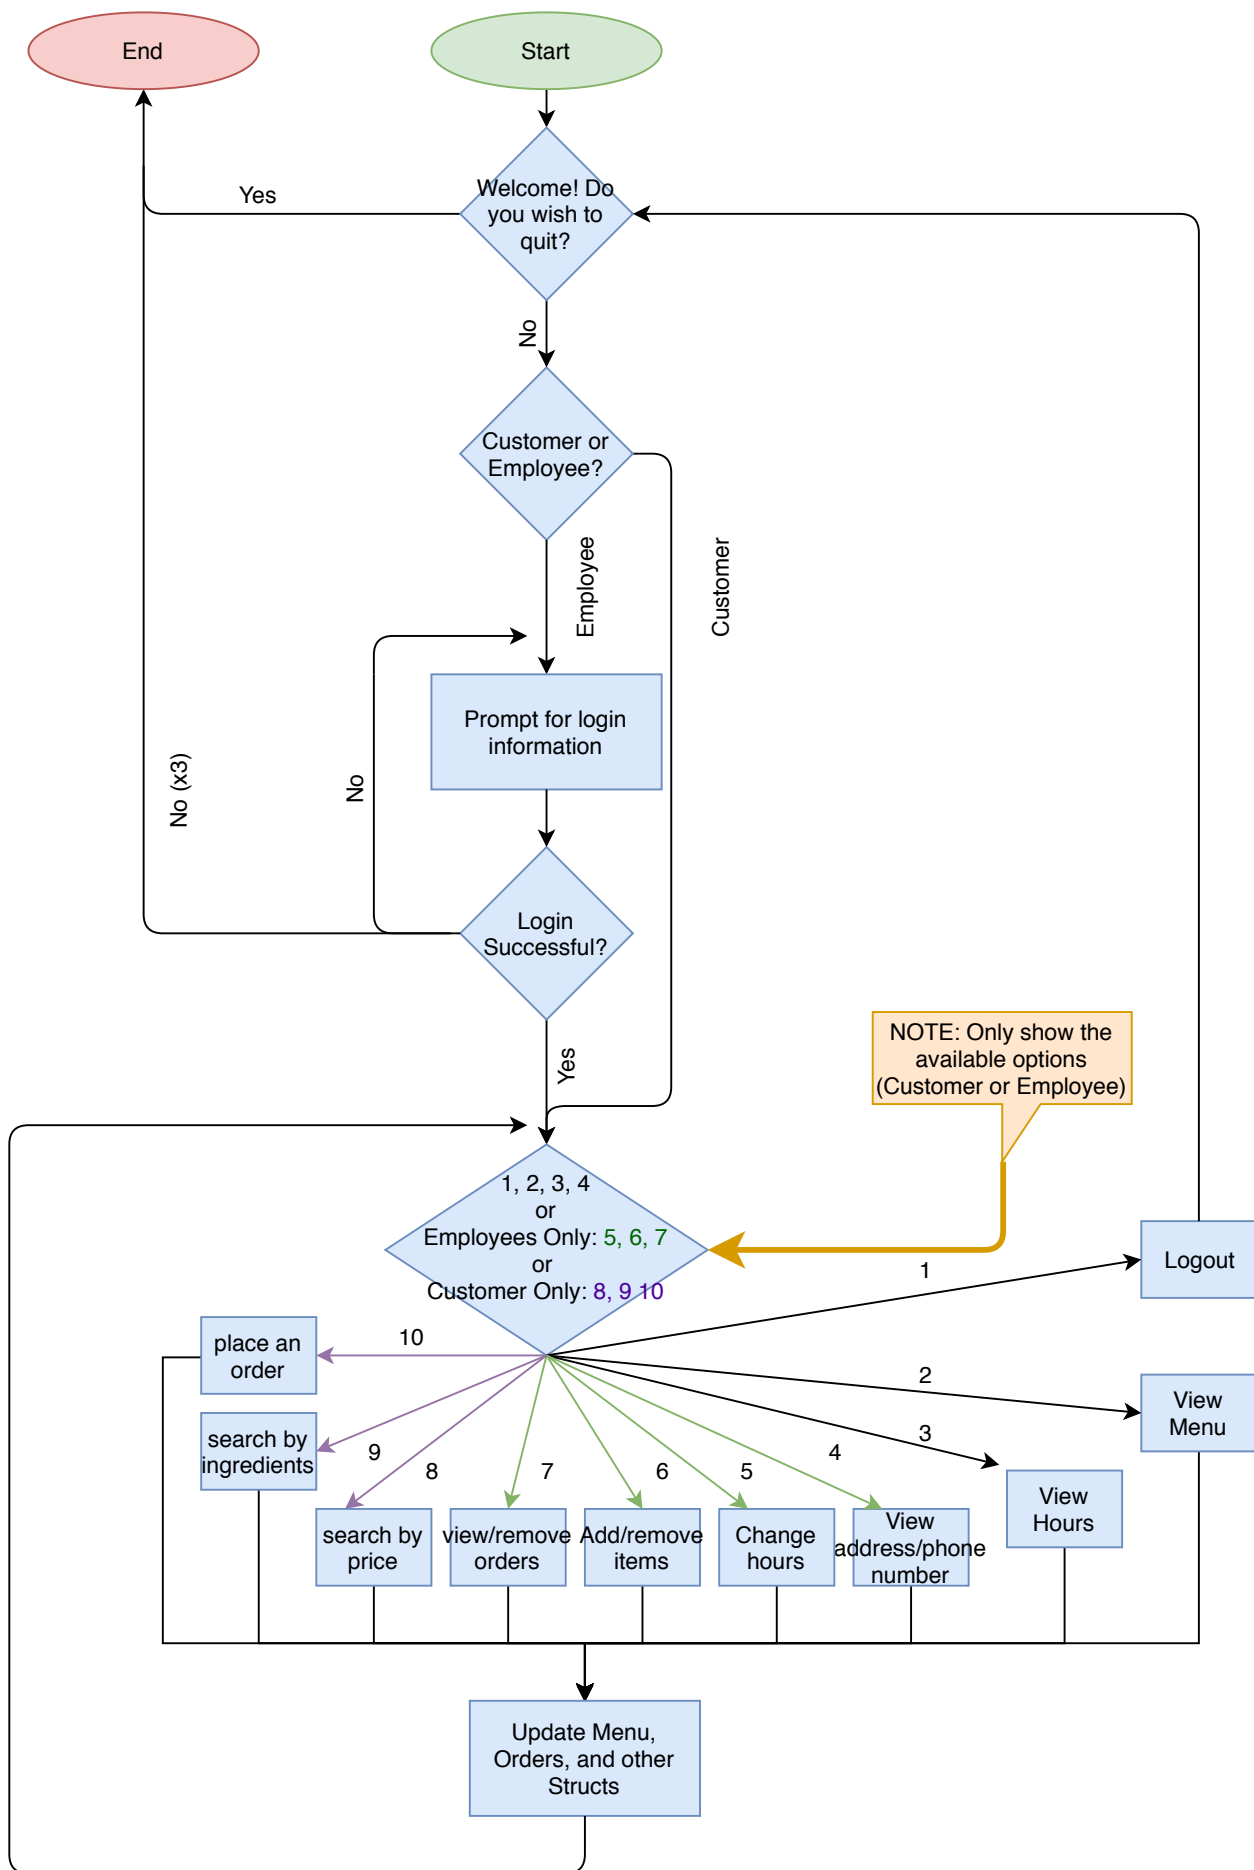 End
Start
Welcome! Do
you wish to
quit?
Yes
No
Customer or
Employee?
Employee
Customer
Prompt for login
information
No (x3)
No
Login
Successful?
Yes
NOTE: Only show the
available options
(Customer or Employee)
1, 2, 3, 4
or
Employees Only: 5, 6, 7
or
Customer Only: 8, 9 10
1
Logout
10
place an
order
2
View
Menu
3
View
Hours
9
search by
ingredients
8
search by
price
7
view/remove
orders
6
Add/remove
items
5
Change
hours
4
View
address/phone
number
Update Menu,
Orders, and other
Structs